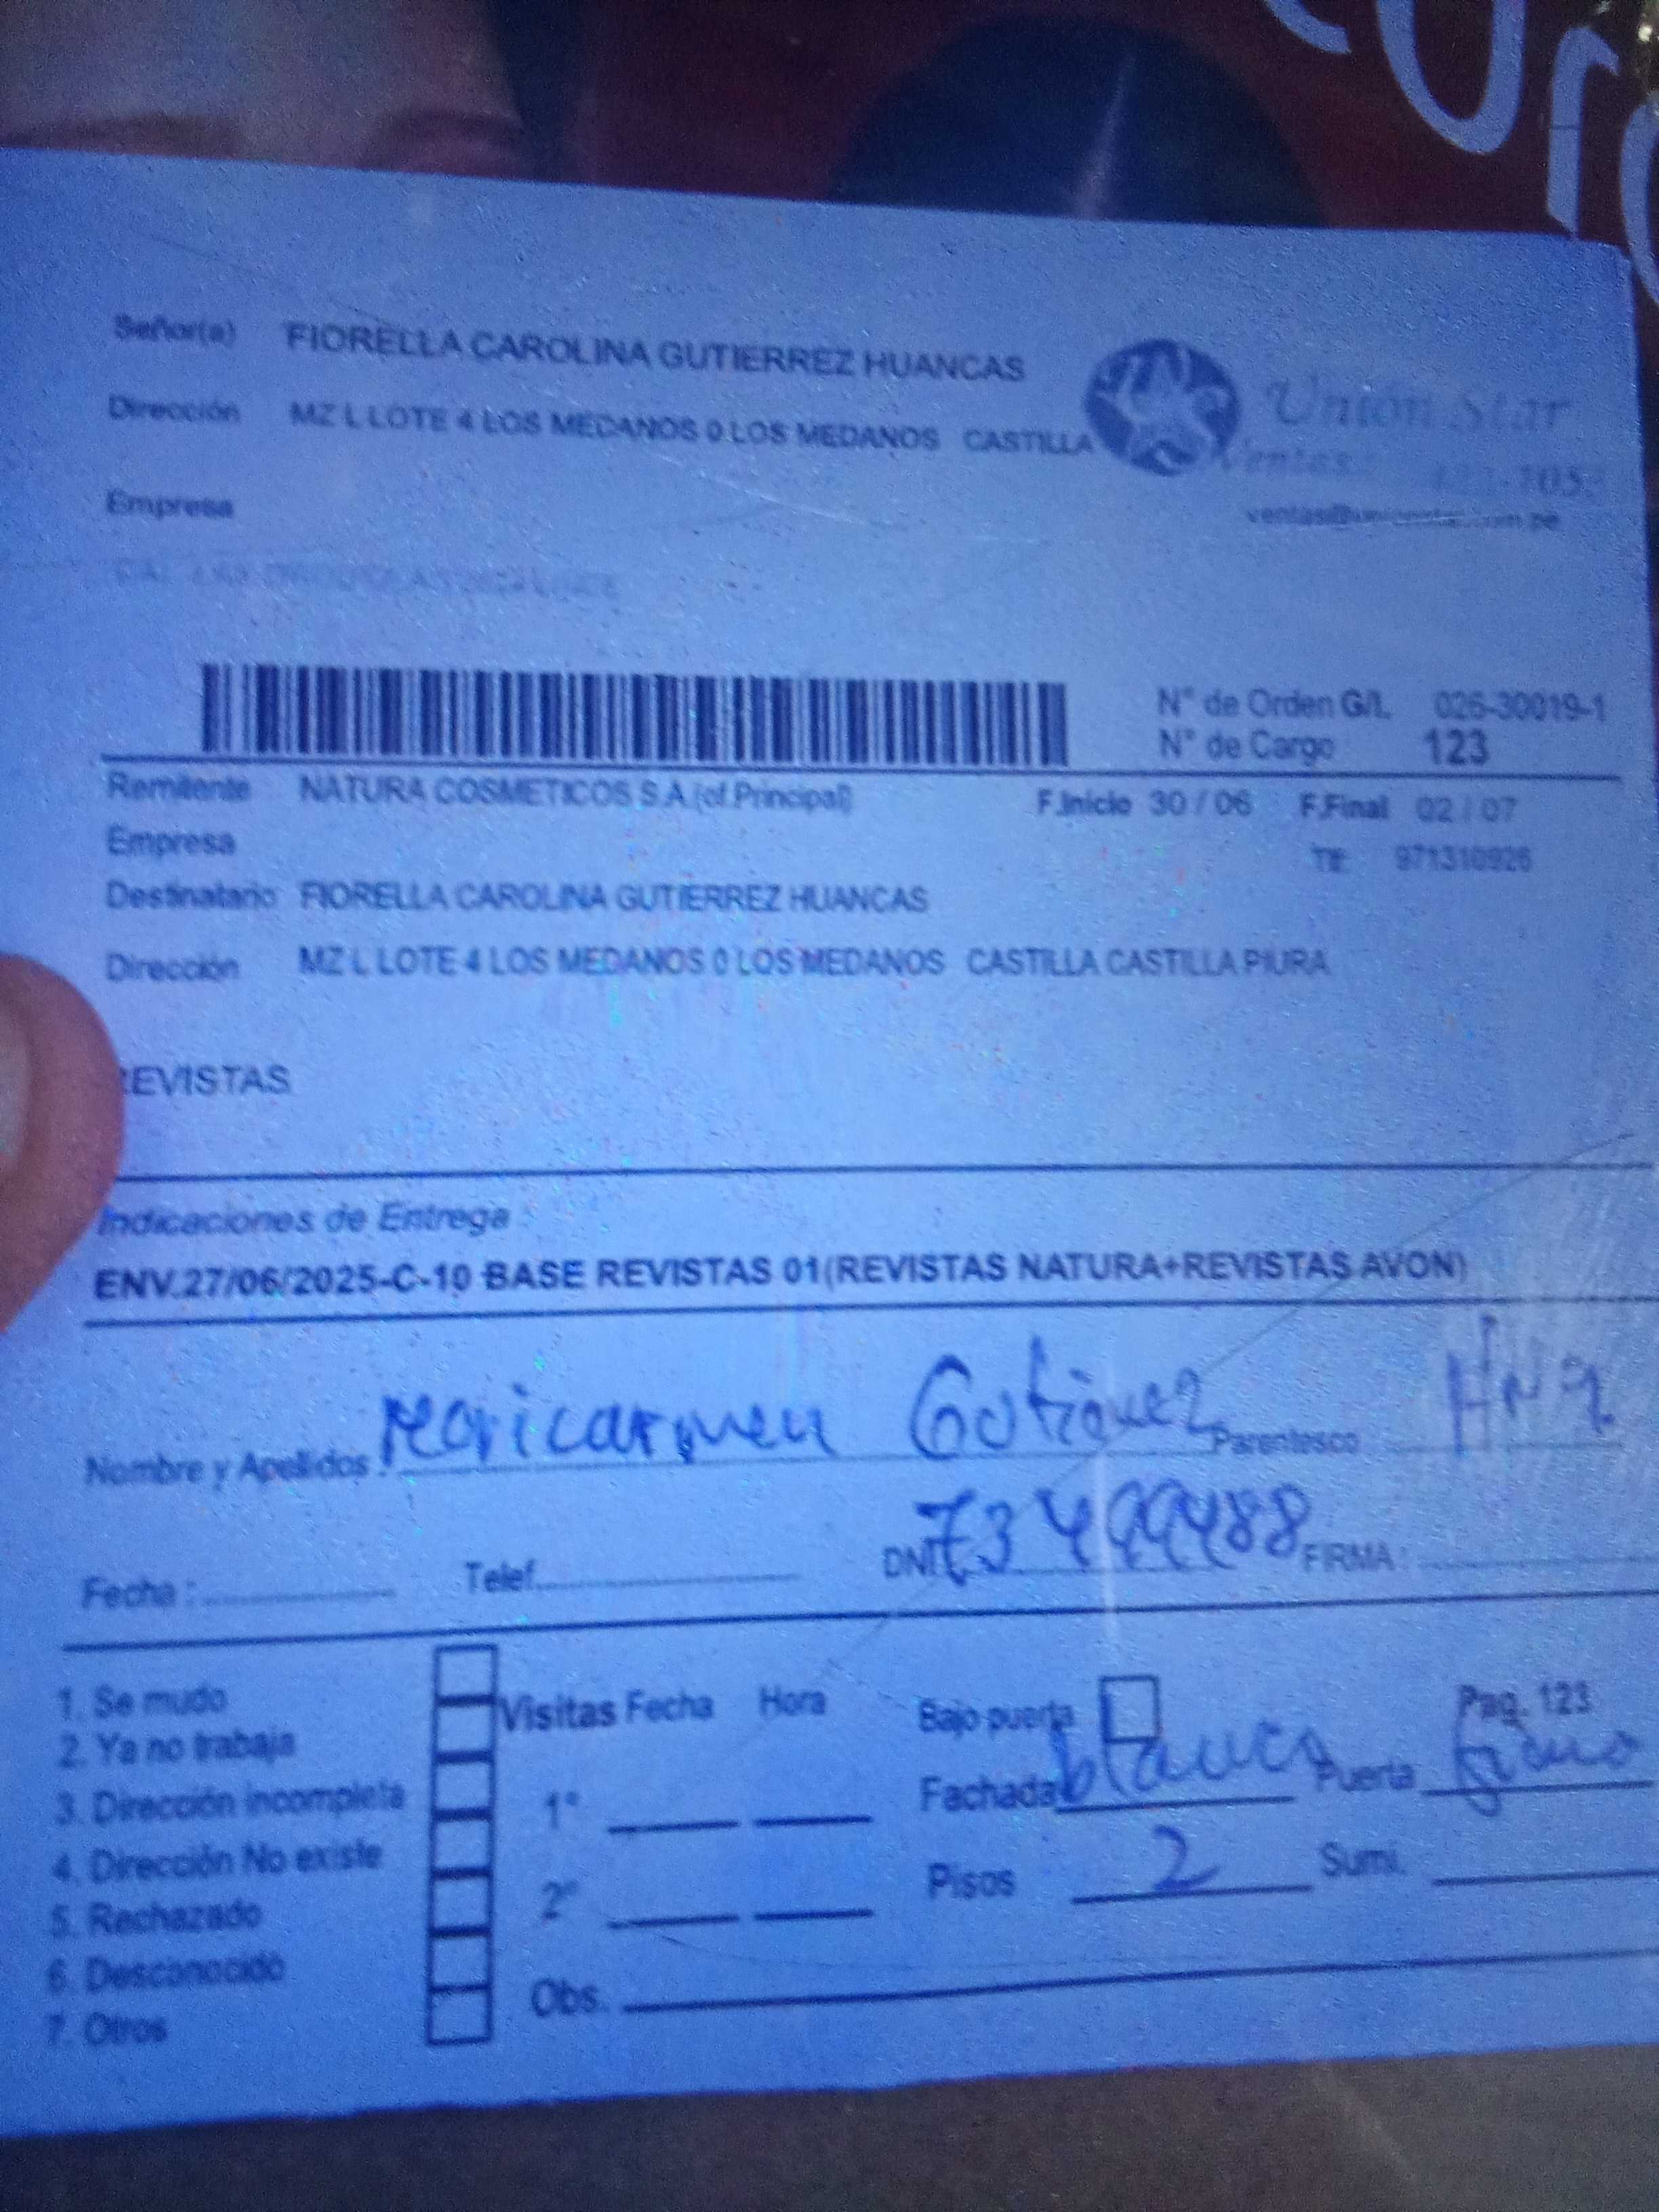 Señor(a) FIORELLA CAROLINA GUTIERREZ HUANCAS
Dirección MZ L LOTE 4 LOS MEDANOS 0 LOS MEDANOS CASTILLA
Unión Star
Ventas:
Empresa
N° de Orden G/L 026-30019-1
N° de Cargo 123
Remitente NATURA COSMETICOS S.A (of.Principal) F.Inicio 30 / 06 F.Final 02 / 07
Empresa Tlf: 971310926
Destinatario FIORELLA CAROLINA GUTIERREZ HUANCAS
Dirección MZ L LOTE 4 LOS MEDANOS 0 LOS MEDANOS CASTILLA CASTILLA PIURA
EVISTAS
Indicaciones de Entrega :
ENV.27/06/2025-C-10 BASE REVISTAS 01(REVISTAS NATURA+REVISTAS AVON)
Nombre y Apellidos : Maricarmen Parentesco
Fecha : Telef. DNI 73499488 FIRMA :
1. Se mudo
2. Ya no trabaja
3. Dirección incompleta
4. Dirección No existe
5. Rechazado
6. Desconocido
7. Otros
Visitas Fecha Hora
1°
2°
Obs.
Bajo puerta Pag. 123
Fachada blanca Puerta
Pisos 2 Sumi.